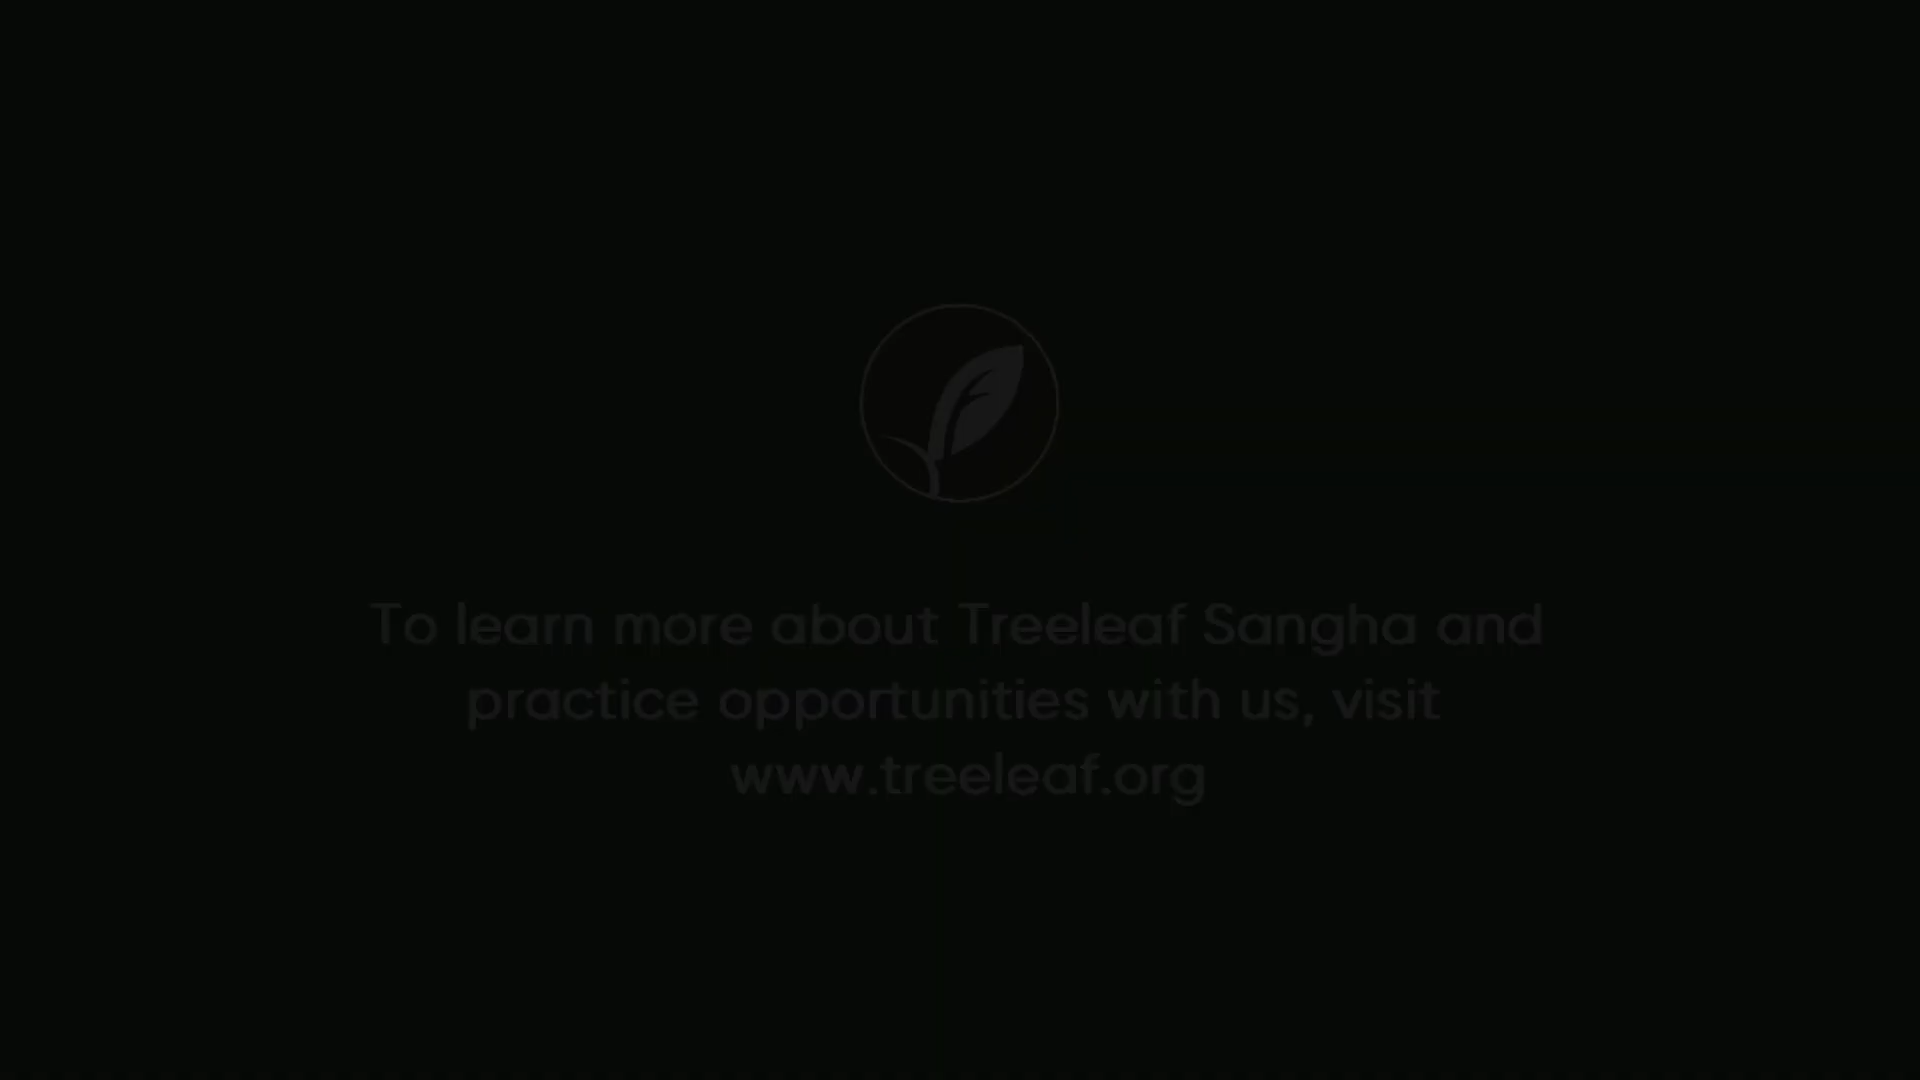 To learn more about Treeleaf Sangha and
practice opportunities with us, visit
www.treeleaf.org